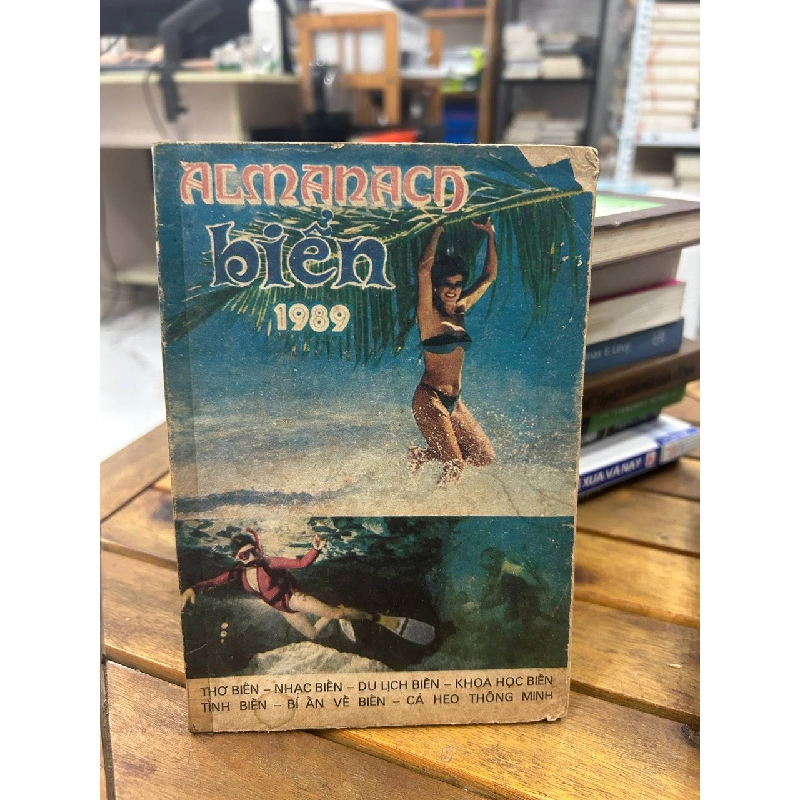 ALMANACH
biển
1989
THƠ BIỂN – NHẠC BIỂN – DU LỊCH BIỂN – KHOA HỌC BIỂN
TÌNH BIỂN – BÍ ẨN VỀ BIỂN – CÁ HEO THÔNG MINH
E. Levy
XƯA VÀ NAY